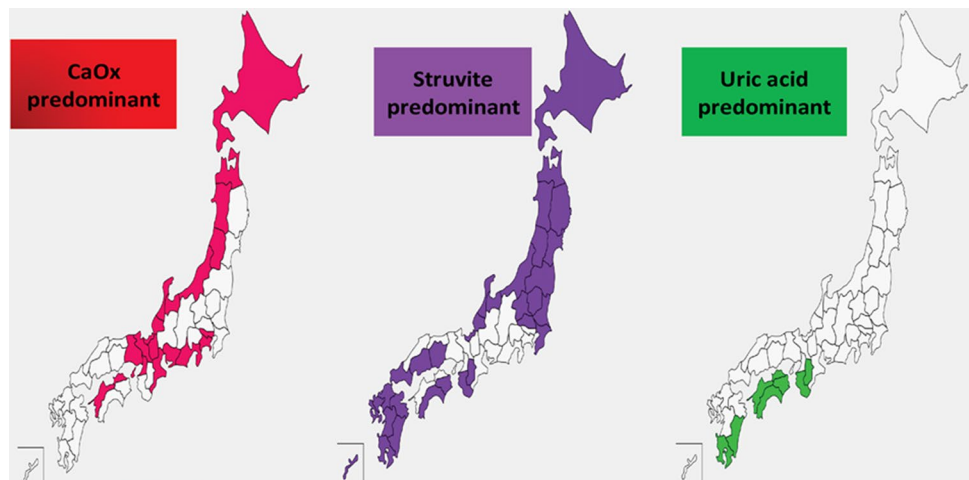 CaOx
predominant
Struvite
predominant
Uric acid
predominant